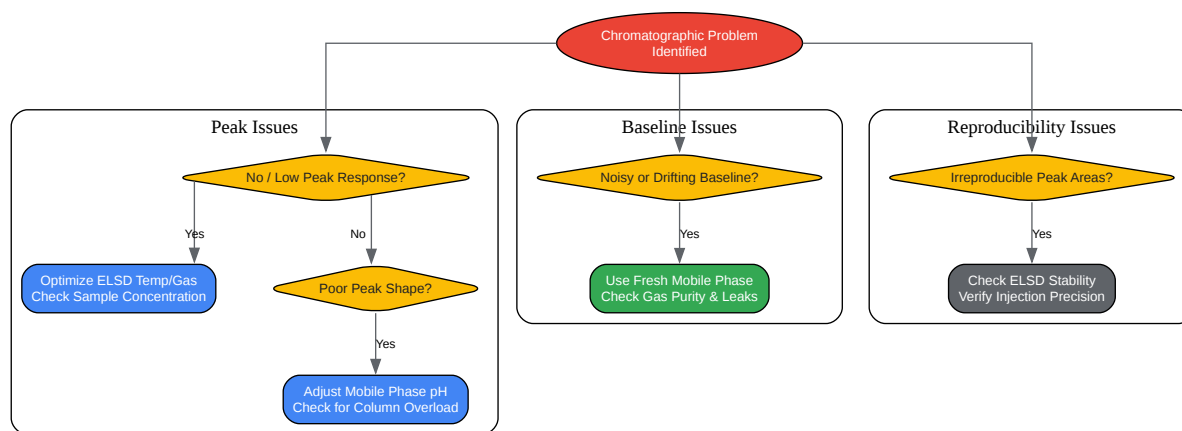 Chromatographic Problem
Identified
Peak Issues
No / Low Peak Response?
Yes
No
Optimize ELSD Temp/Gas
Check Sample Concentration
Poor Peak Shape?
Yes
Adjust Mobile Phase pH
Check for Column Overload
Baseline Issues
Noisy or Drifting Baseline?
Yes
Use Fresh Mobile Phase
Check Gas Purity & Leaks
Reproducibility Issues
Irreproducible Peak Areas?
Yes
Check ELSD Stability
Verify Injection Precision